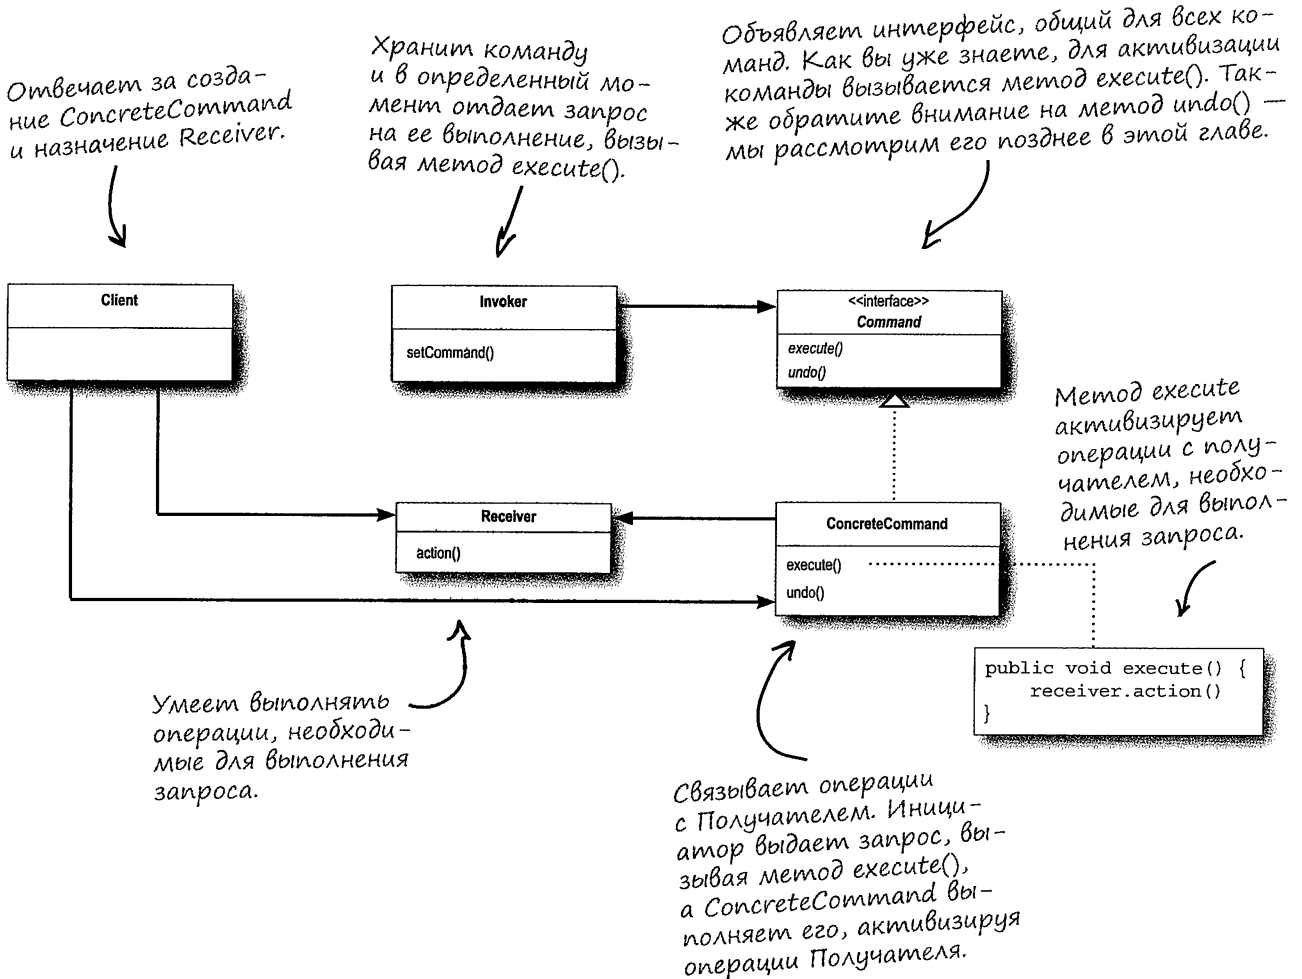 Отвечает за созда-
ние ConcreteCommand
и назначение Receiver.
Хранит команду
и в определенный мо-
мент отдает запрос
на ее выполнение, вызы-
вая метод execute().
Объявляет интерфейс, общий для всех ко-
манд. Как вы уже знаете, для активизации
команды вызывается метод execute(). Так-
же обратите внимание на метод undo() —
мы рассмотрим его позднее в этой главе.
Client
Invoker
setCommand()
<<interface>>
Command
execute()
undo()
Метод execute
активизирует
операции с полу-
чателем, необхо-
димые для выпол-
нения запроса.
Receiver
action()
ConcreteCommand
execute()
undo()
public void execute() {
receiver.action()
}
Умеет выполнять
операции, необходи-
мые для выполнения
запроса.
Связывает операции
с Получателем. Иници-
атор выдает запрос, вы-
зывая метод execute(),
а ConcreteCommand вы-
полняет его, активизируя
операции Получателя.